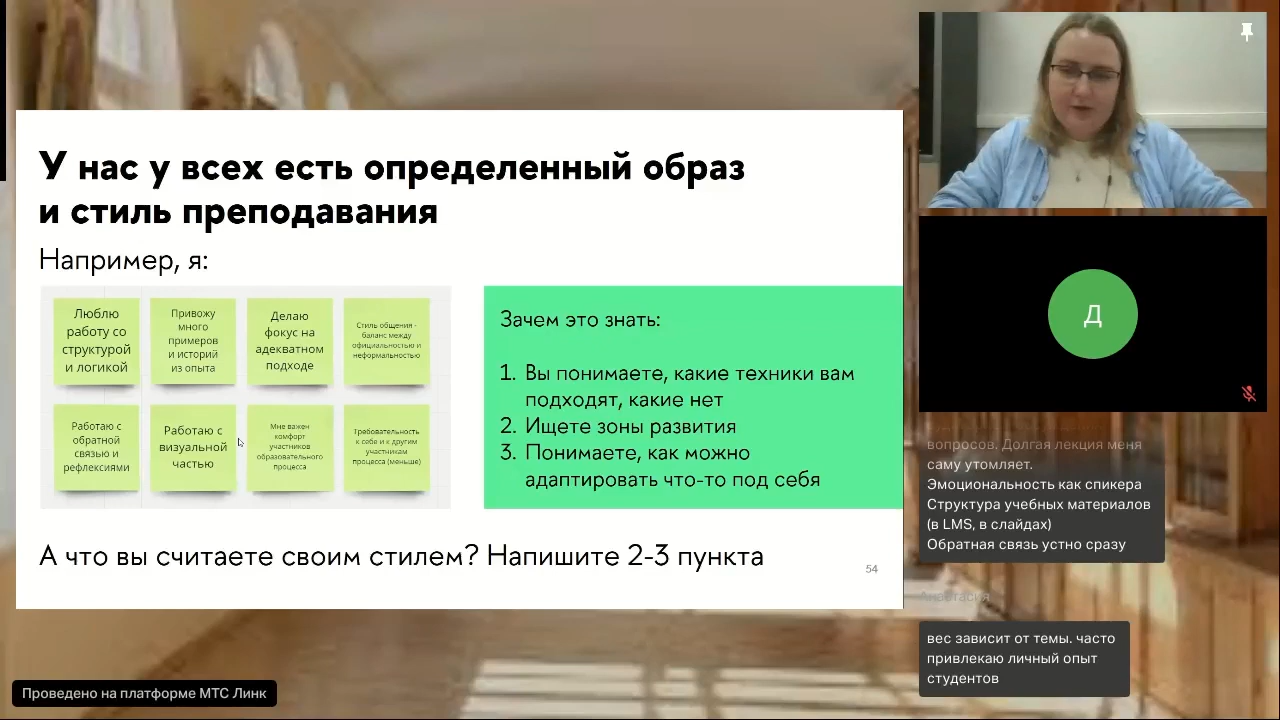 У нас у всех есть определенный образ
и стиль преподавания
Например, я:
Люблю
работу со
структурой
и логикой
Привожу
много
примеров
и историй
из опыта
Делаю
фокус на
адекватном
подходе
Стиль общения -
баланс между
официальностью и
неформальностью
Работаю с
обратной
связью и
рефлексиями
Работаю с
визуальной
частью
Мне важен
комфорт
участников
образовательного
процесса
Требовательность
к себе и к другим
участникам
процесса (меньше)
Зачем это знать:
1. Вы понимаете, какие техники вам
подходят, какие нет
2. Ищете зоны развития
3. Понимаете, как можно
адаптировать что-то под себя
А что вы считаете своим стилем? Напишите 2-3 пункта
54
Д
вопросов. Долгая лекция меня
саму утомляет.
Эмоциональность как спикера
Структура учебных материалов
(в LMS, в слайдах)
Обратная связь устно сразу
Анастасия
вес зависит от темы. часто
привлекаю личный опыт
студентов
Проведено на платформе МТС Линк